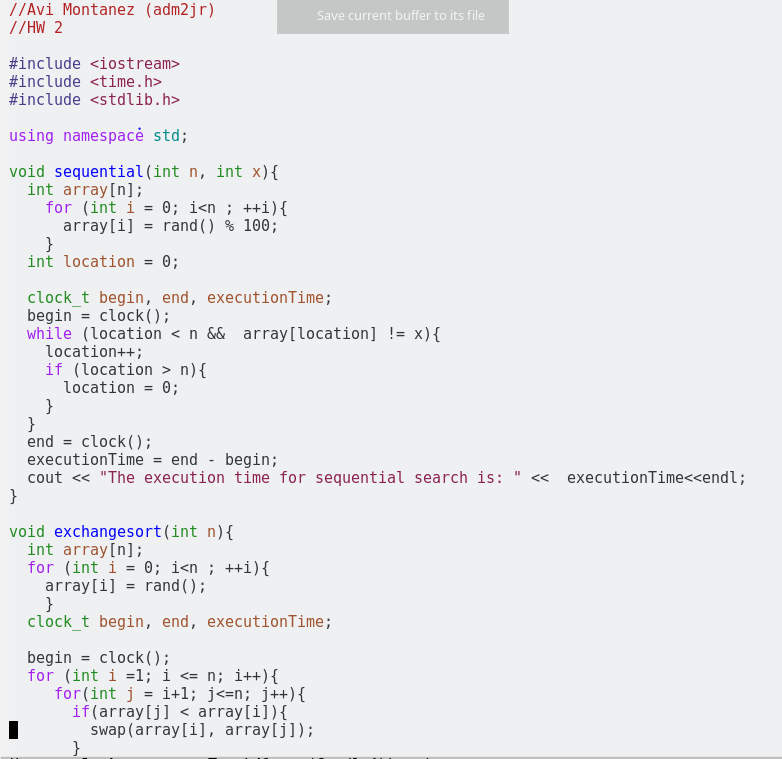 //Avi Montanez (adm2jr)
Save current buffer to its file
//HW 2
#include <iostream>
#include <time.h>
#include <stdlib.h>
using namespace std;
void sequential(int n, int x){
  int array[n];
    for (int i = 0; i<n ; ++i){
      array[i] = rand() % 100;
    }
  int location = 0;
  clock_t begin, end, executionTime;
  begin = clock();
  while (location < n &&  array[location] != x){
    location++;
    if (location > n){
      location = 0;
    }
  }
  end = clock();
  executionTime = end - begin;
  cout << "The execution time for sequential search is: " <<  executionTime<<endl;
}
void exchangesort(int n){
  int array[n];
  for (int i = 0; i<n ; ++i){
    array[i] = rand();
    }
  clock_t begin, end, executionTime;
  begin = clock();
  for (int i =1; i <= n; i++){
     for(int j = i+1; j<=n; j++){
       if(array[j] < array[i]){
         swap(array[i], array[j]);
       }